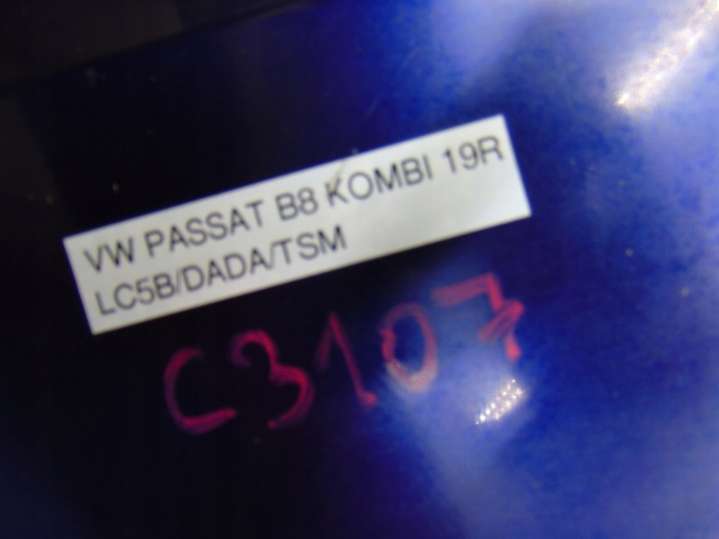 VW PASSAT B8 KOMBI 19R
LC5B/DADA/TSM
C3107